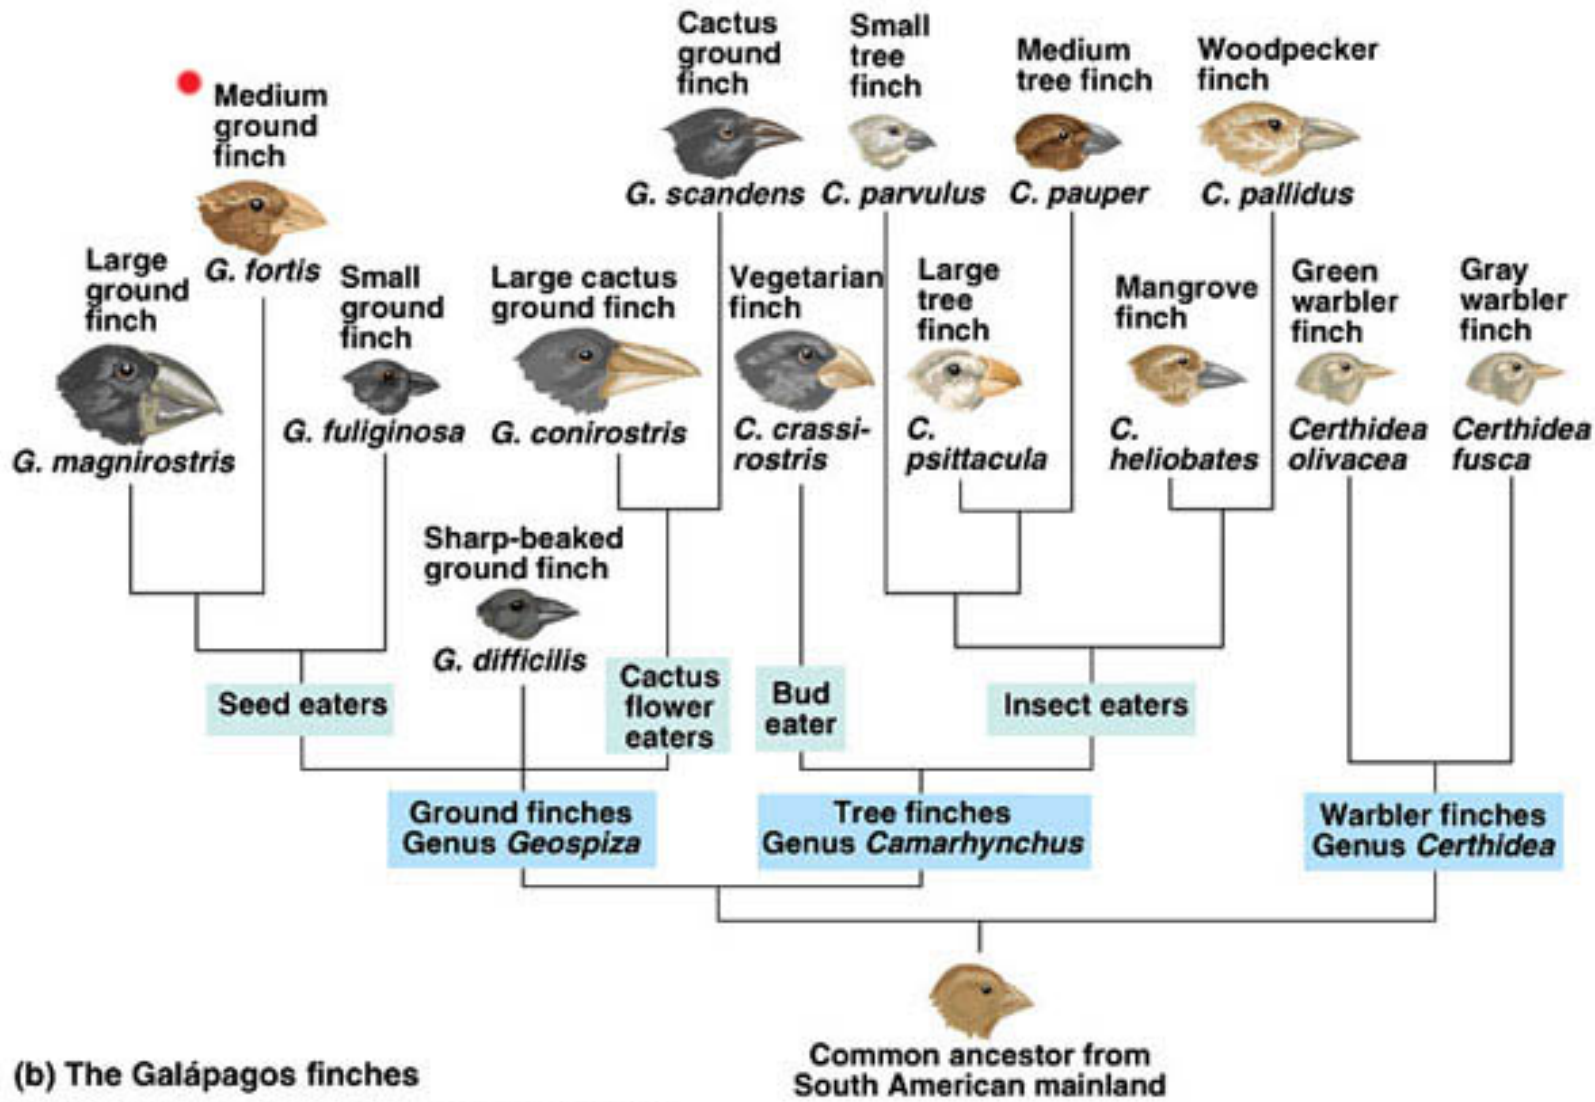 Cactus
ground
finch
G. scandens
Small
tree
finch
C. parvulus
Medium
tree finch
C. pauper
Woodpecker
finch
C. pallidus
Medium
ground
finch
G. fortis
Large
ground
finch
G. magnirostris
Small
ground
finch
G. fuliginosa
Large cactus
ground finch
G. conirostris
Vegetarian
finch
C. crassi-
rostris
Large
tree
finch
C.
psittacula
Mangrove
finch
C.
heliobates
Green
warbler
finch
Certhidea
olivacea
Gray
warbler
finch
Certhidea
fusca
Sharp-beaked
ground finch
G. difficilis
Seed eaters
Cactus
flower
eaters
Bud
eater
Insect eaters
Ground finches
Genus Geospiza
Tree finches
Genus Camarhynchus
Warbler finches
Genus Certhidea
Common ancestor from
South American mainland
(b) The Galápagos finches